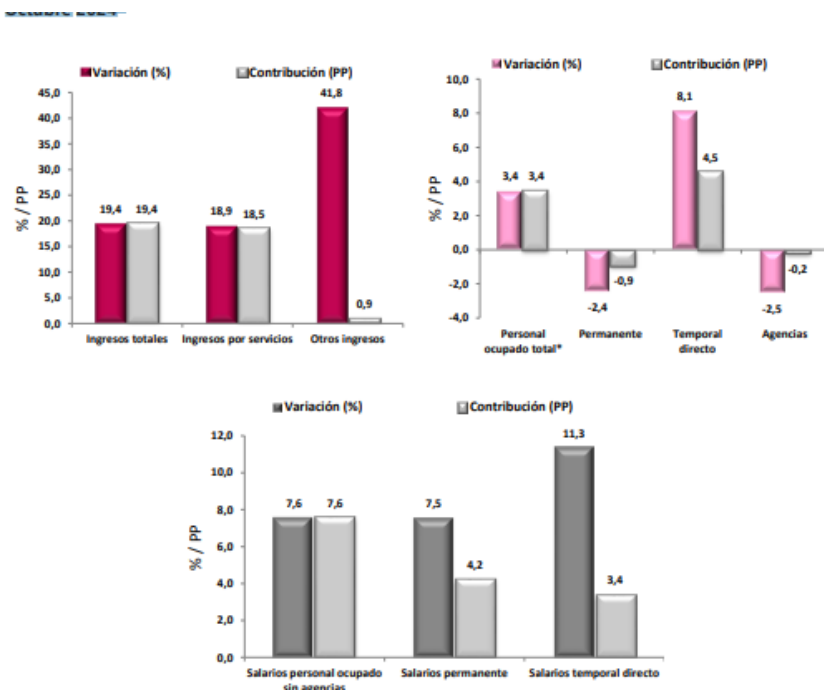 Octubre 2024
Variación (%) Contribución (PP)
% / PP
45,0
40,0
35,0
30,0
25,0
20,0
15,0
10,0
5,0
0,0
19,4 19,4
18,9 18,5
41,8
0,9
Ingresos totales Ingresos por servicios Otros ingresos
Variación (%) Contribución (PP)
% / PP
10,0
8,0
6,0
4,0
2,0
0,0
-2,0
-4,0
3,4 3,4
-2,4 -0,9
8,1 4,5
-2,5 -0,2
Personal ocupado total*
Permanente
Temporal directo
Agencias
Variación (%) Contribución (PP)
% / PP
12,0
10,0
8,0
6,0
4,0
2,0
0,0
7,6 7,6
7,5 4,2
11,3 3,4
Salarios personal ocupado
sin agencias
Salarios permanente
Salarios temporal directo